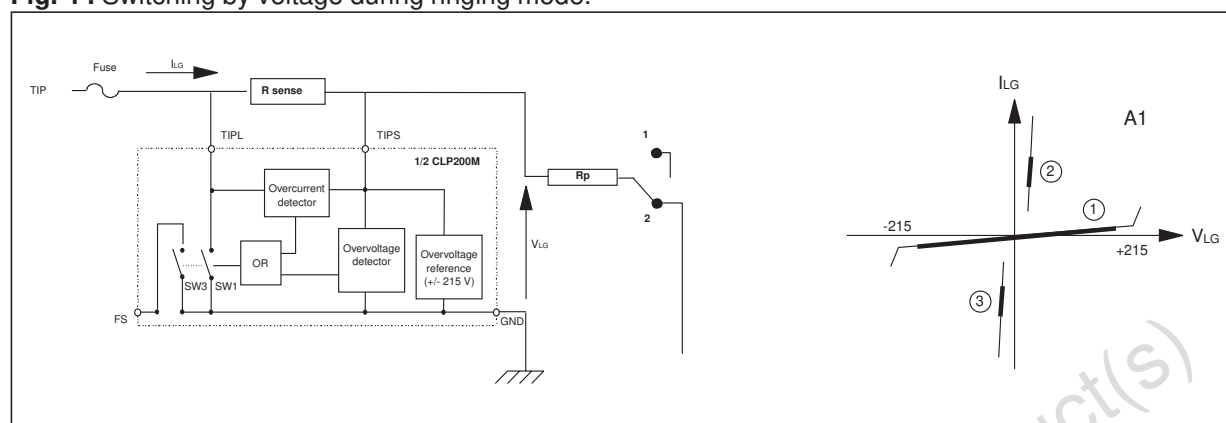 Fig. 4 : Switching by voltage during ringing mode.
Fuse
ILG
TIP
R sense
TIPL
TIPS
1/2 CLP200M
Overcurrent
detector
OR
Overvoltage
detector
Overvoltage
reference
(+/- 215 V)
SW3
SW1
FS
GND
VLG
Rp
1
2
ILG
A1
2
1
-215
+215
VLG
3
uct(s)